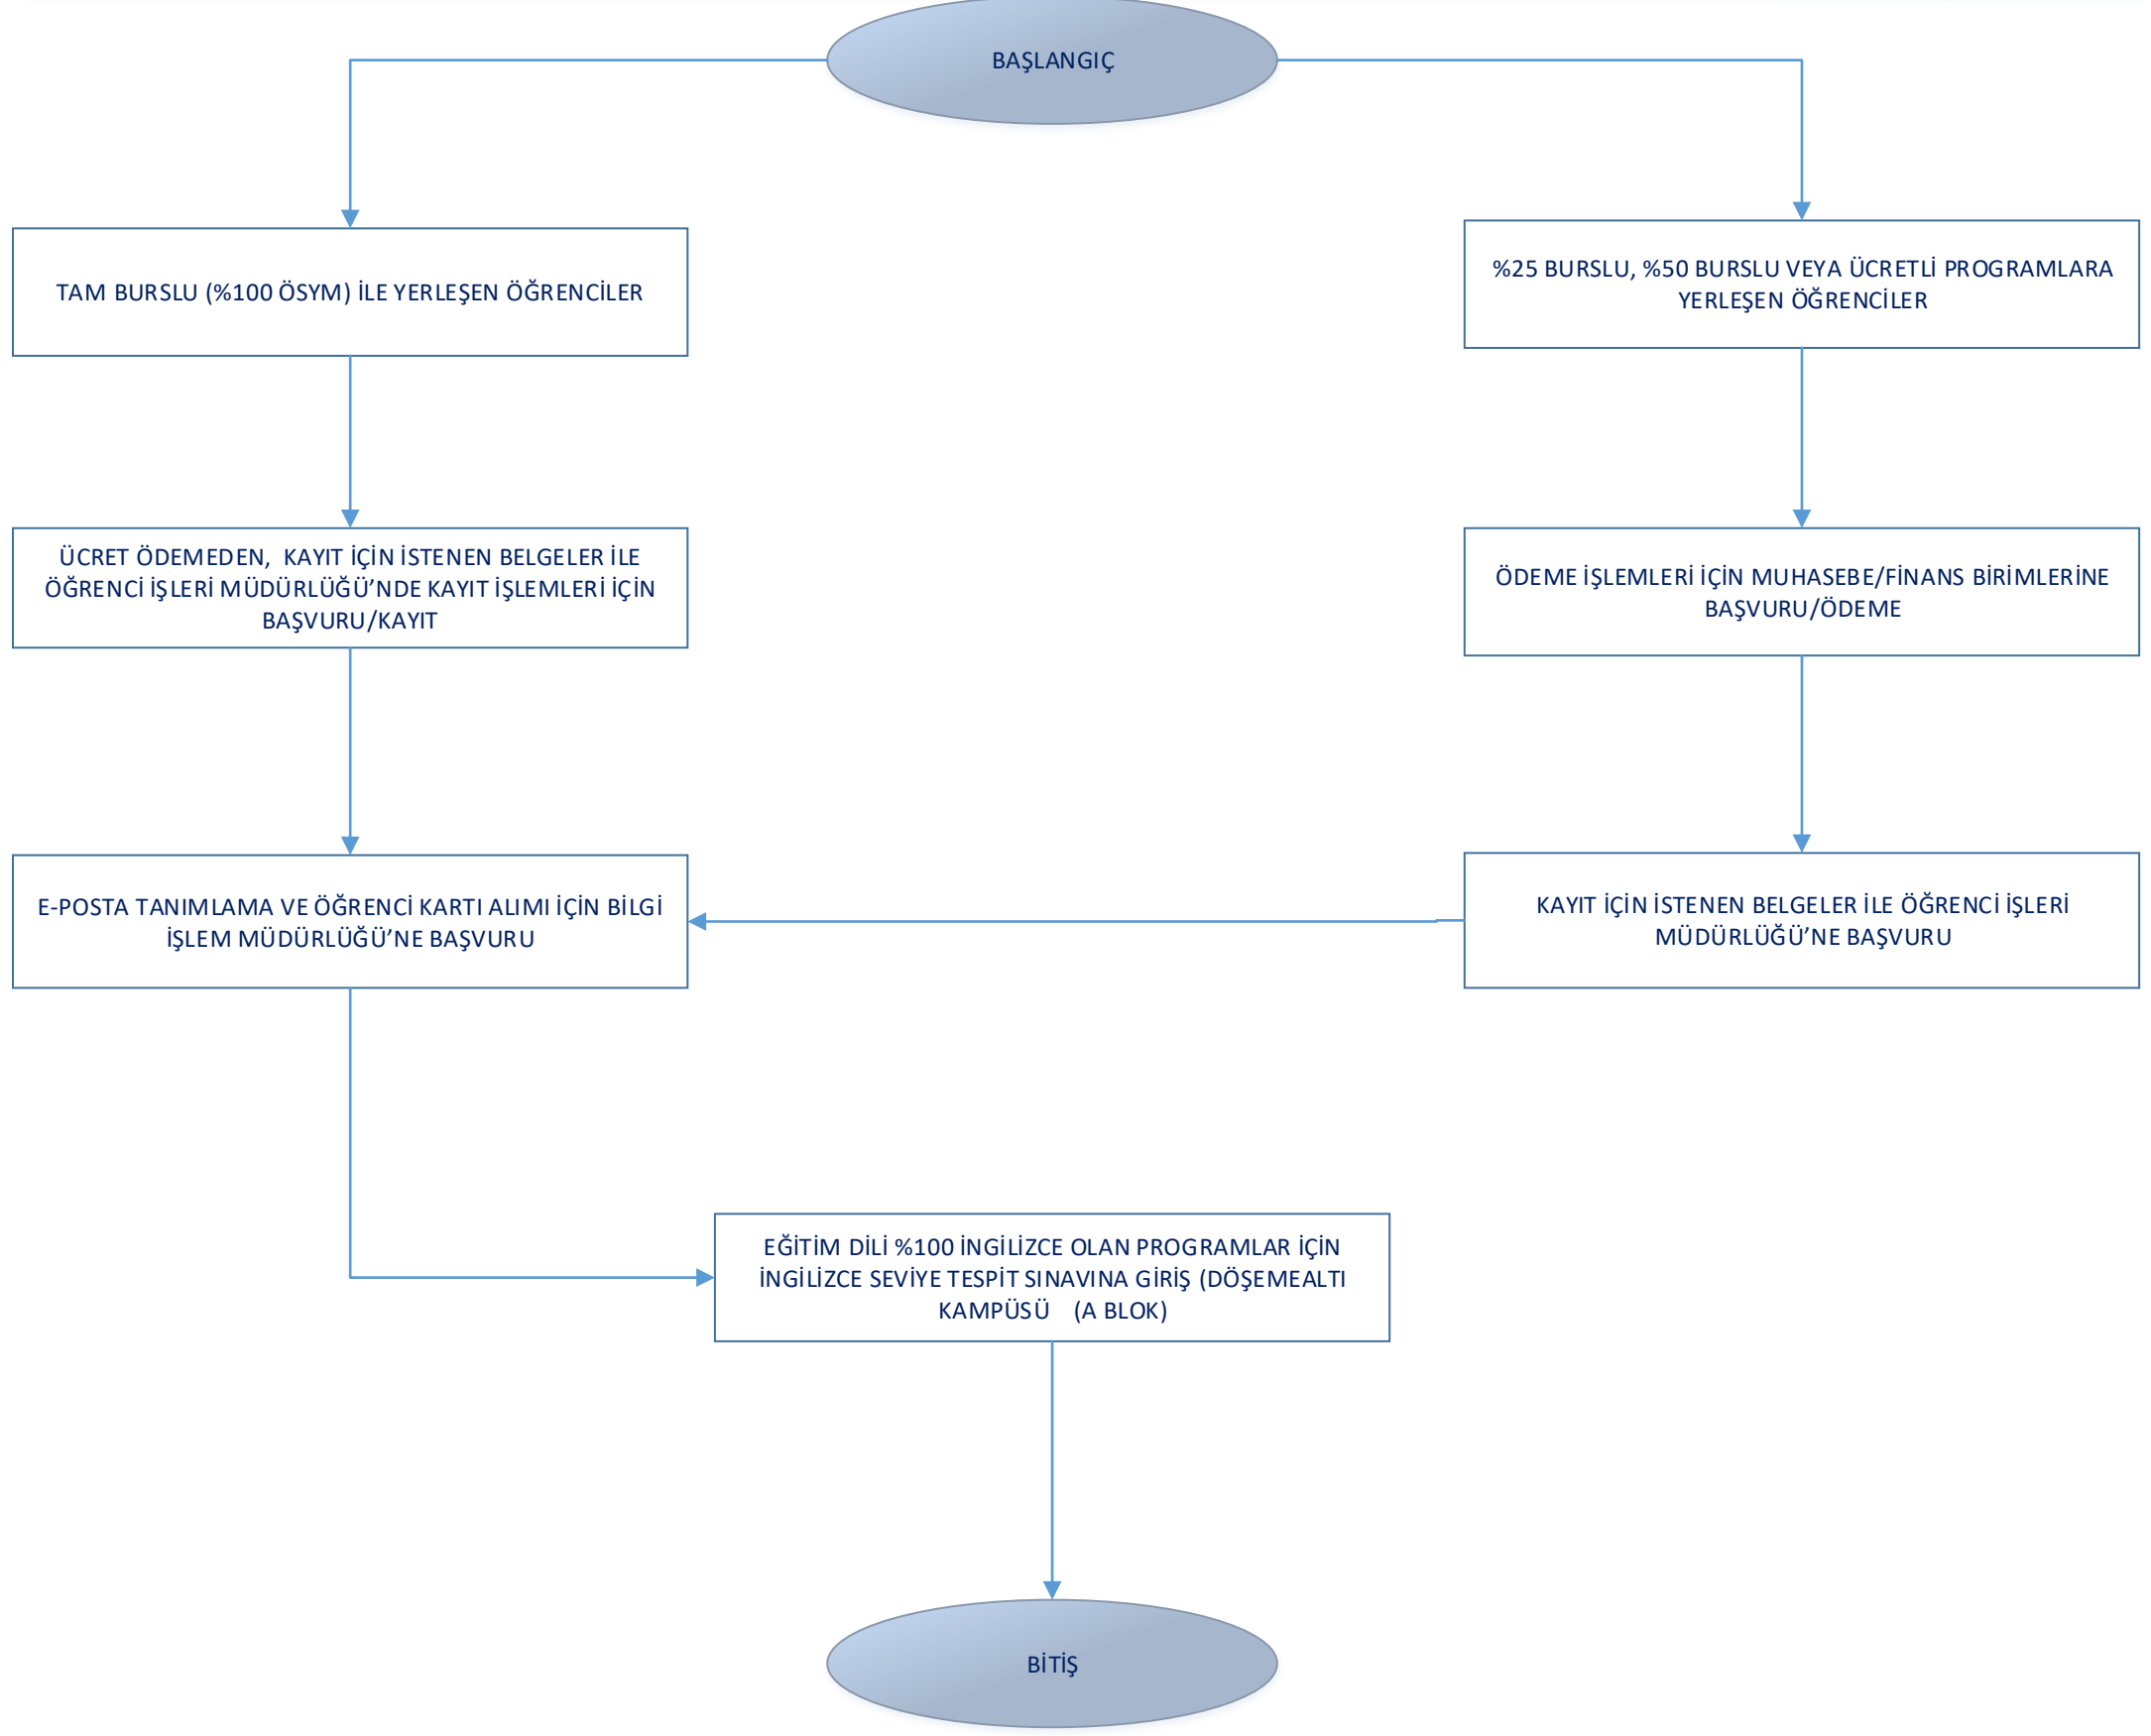 BAŞLANGIÇ
TAM BURSLU (%100 ÖSYM) İLE YERLEŞEN ÖĞRENCİLER
%25 BURSLU, %50 BURSLU VEYA ÜCRETLİ PROGRAMLARA
YERLEŞEN ÖĞRENCİLER
ÜCRET ÖDEMEDEN, KAYIT İÇİN İSTENEN BELGELER İLE
ÖĞRENCİ İŞLERİ MÜDÜRLÜĞÜ’NDE KAYIT İŞLEMLERİ İÇİN
BAŞVURU/KAYIT
ÖDEME İŞLEMLERİ İÇİN MUHASEBE/FİNANS BİRİMLERİNE
BAŞVURU/ÖDEME
E-POSTA TANIMLAMA VE ÖĞRENCİ KARTI ALIMI İÇİN BİLGİ
İŞLEM MÜDÜRLÜĞÜ’NE BAŞVURU
KAYIT İÇİN İSTENEN BELGELER İLE ÖĞRENCİ İŞLERİ
MÜDÜRLÜĞÜ’NE BAŞVURU
EĞİTİM DİLİ %100 İNGİLİZCE OLAN PROGRAMLAR İÇİN
İNGİLİZCE SEVİYE TESPİT SINAVINA GİRİŞ (DÖŞEMEALTI
KAMPÜSÜ (A BLOK)
BİTİŞ